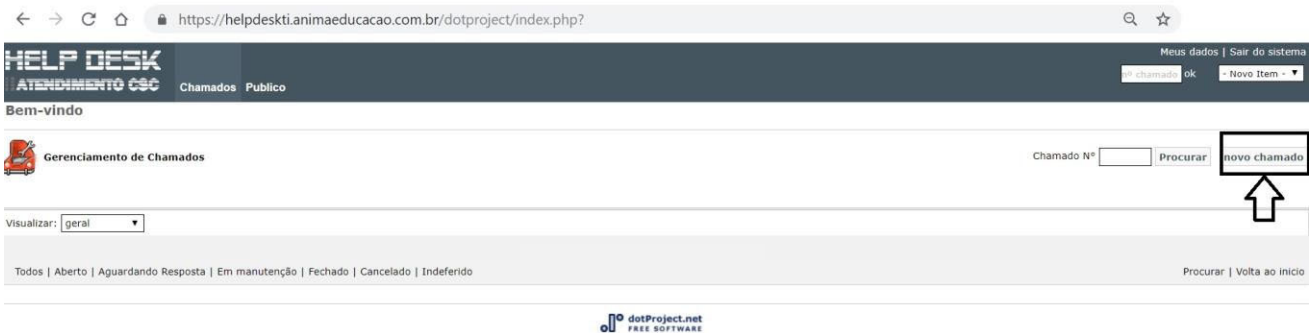 https://helpdeskti.animaeducacao.com.br/dotproject/index.php?
HELP DESK
ATENDIMENTO CSC
Chamados Publico
Meus dados | Sair do sistema
nº chamado ok - Novo Item -
Bem-vindo
Gerenciamento de Chamados
Chamado Nº Procurar novo chamado
Visualizar: geral
Todos | Aberto | Aguardando Resposta | Em manutenção | Fechado | Cancelado | Indeferido
Procurar | Volta ao inicio
dotProject.net
FREE SOFTWARE